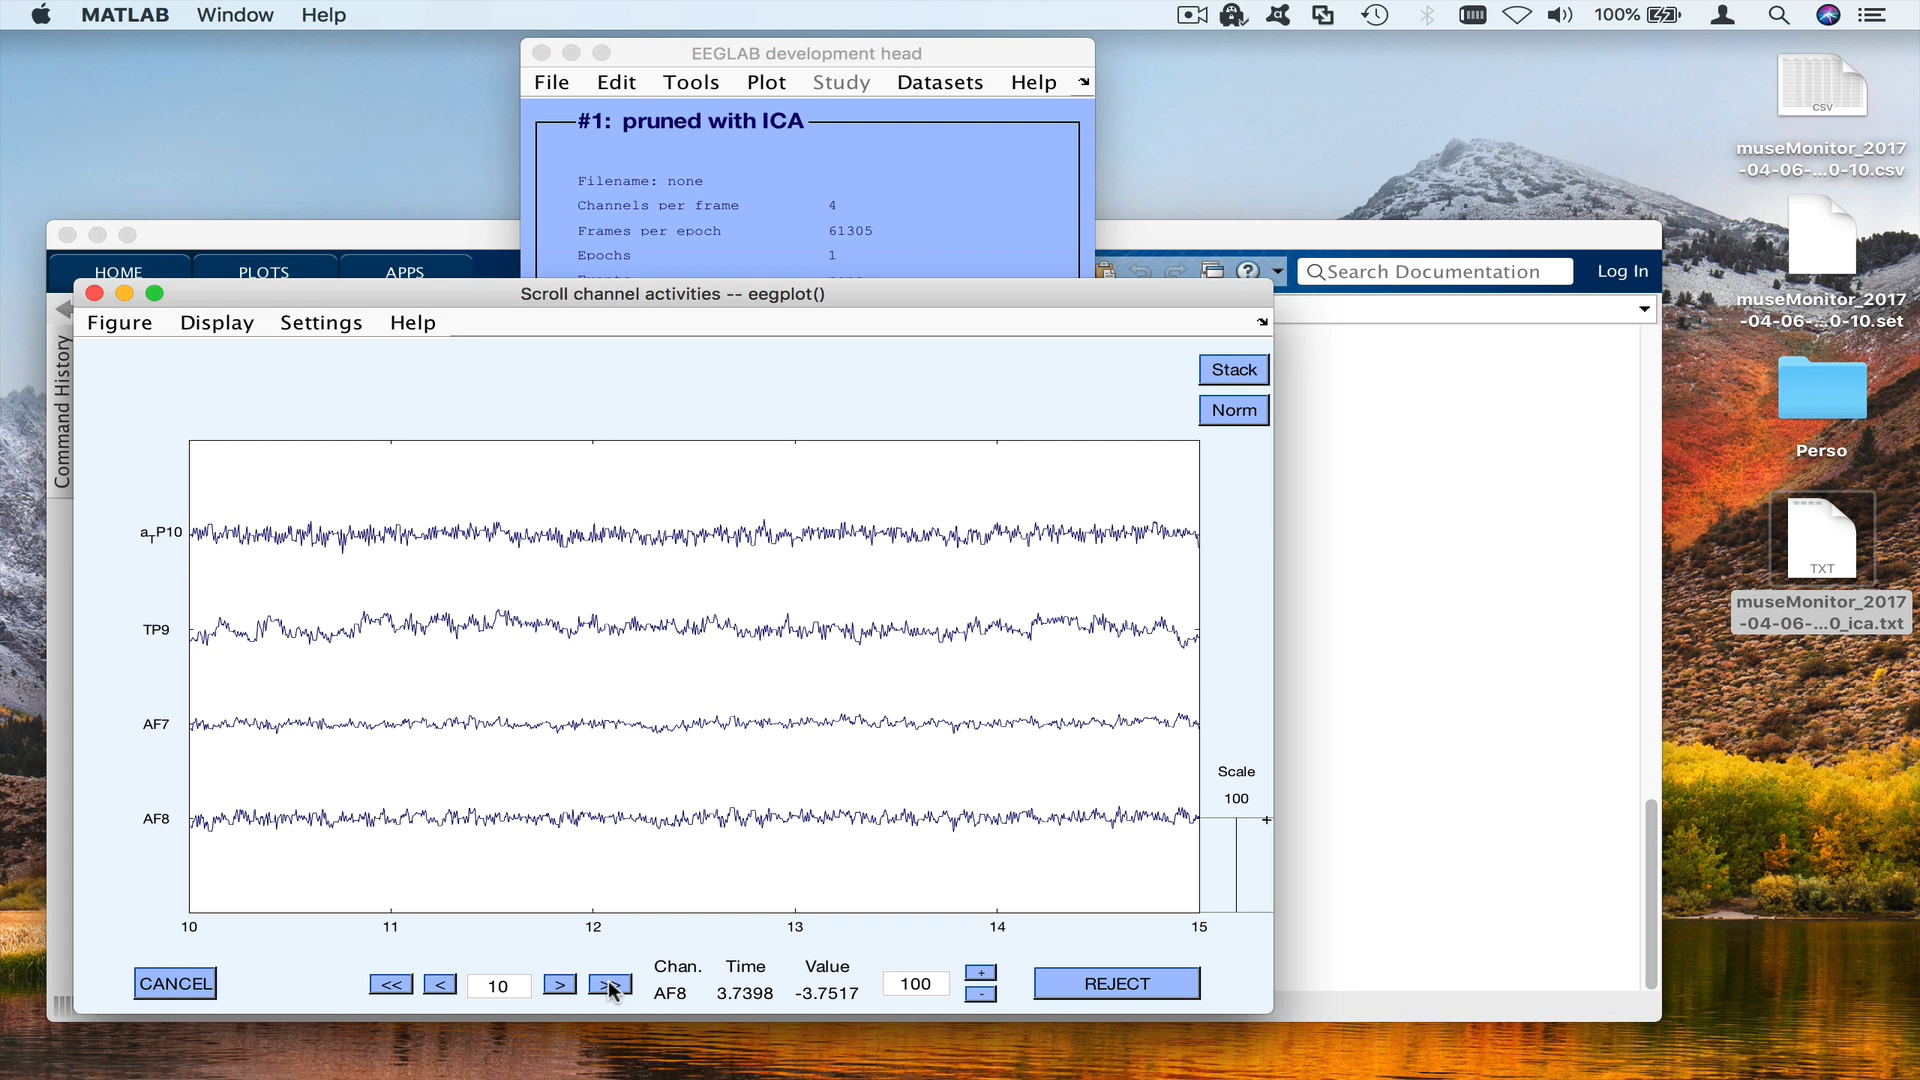 MATLAB Window Help 100%
EEGLAB development head
File Edit Tools Plot Study Datasets Help
#1: pruned with ICA
Filename: none
Channels per frame 4
Frames per epoch 61305
Epochs 1
HOME PLOTS APPS
Search Documentation Log In
Command History
Scroll channel activities -- eegplot()
Figure Display Settings Help
Stack
Norm
aTP10
TP9
AF7
AF8
Scale
100
+
10 11 12 13 14 15
CANCEL
<< < 10 > >>
Chan. Time Value
AF8 3.7398 -3.7517
100
+
-
REJECT
CSV
museMonitor_2017
-04-06-...0-10.csv
museMonitor_2017
-04-06-...0-10.set
Perso
TXT
museMonitor_2017
-04-06-...0_ica.txt